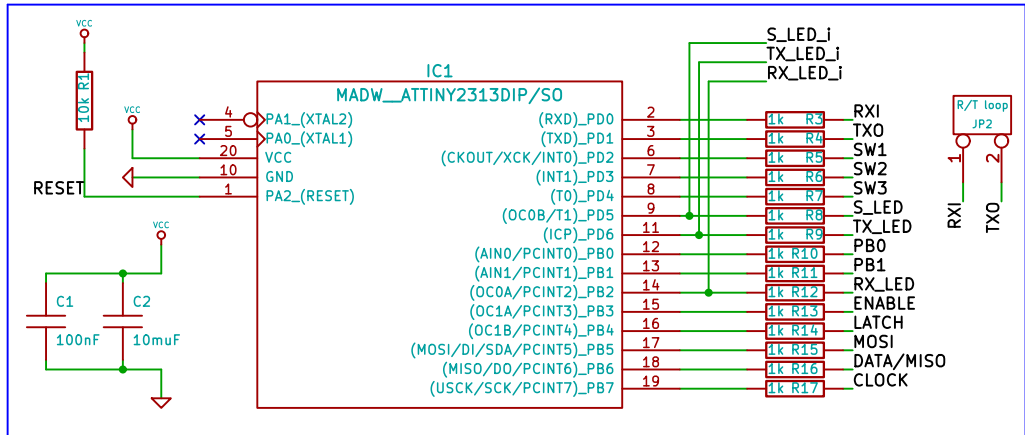 VCC
10k R1
VCC
RESET
VCC
C1
100nF
C2
10muF
IC1
MADW__ATTINY2313DIP/SO
4 PA1_(XTAL2)
5 PA0_(XTAL1)
20 VCC
10 GND
1 PA2_(RESET)
S_LED_i
TX_LED_i
RX_LED_i
(RXD)_PD0 2 1k R3 RXI
(TXD)_PD1 3 1k R4 TXO
(CKOUT/XCK/INT0)_PD2 6 1k R5 SW1
(INT1)_PD3 7 1k R6 SW2
(T0)_PD4 8 1k R7 SW3
(OC0B/T1)_PD5 9 1k R8 S_LED
(ICP)_PD6 11 1k R9 TX_LED
(AIN0/PCINT0)_PB0 12 1k R10 PB0
(AIN1/PCINT1)_PB1 13 1k R11 PB1
(OC0A/PCINT2)_PB2 14 1k R12 RX_LED
(OC1A/PCINT3)_PB3 15 1k R13 ENABLE
(OC1B/PCINT4)_PB4 16 1k R14 LATCH
(MOSI/DI/SDA/PCINT5)_PB5 17 1k R15 MOSI
(MISO/DO/PCINT6)_PB6 18 1k R16 DATA/MISO
(USCK/SCK/PCINT7)_PB7 19 1k R17 CLOCK
R/T loop
JP2
1 2
RXI TXO